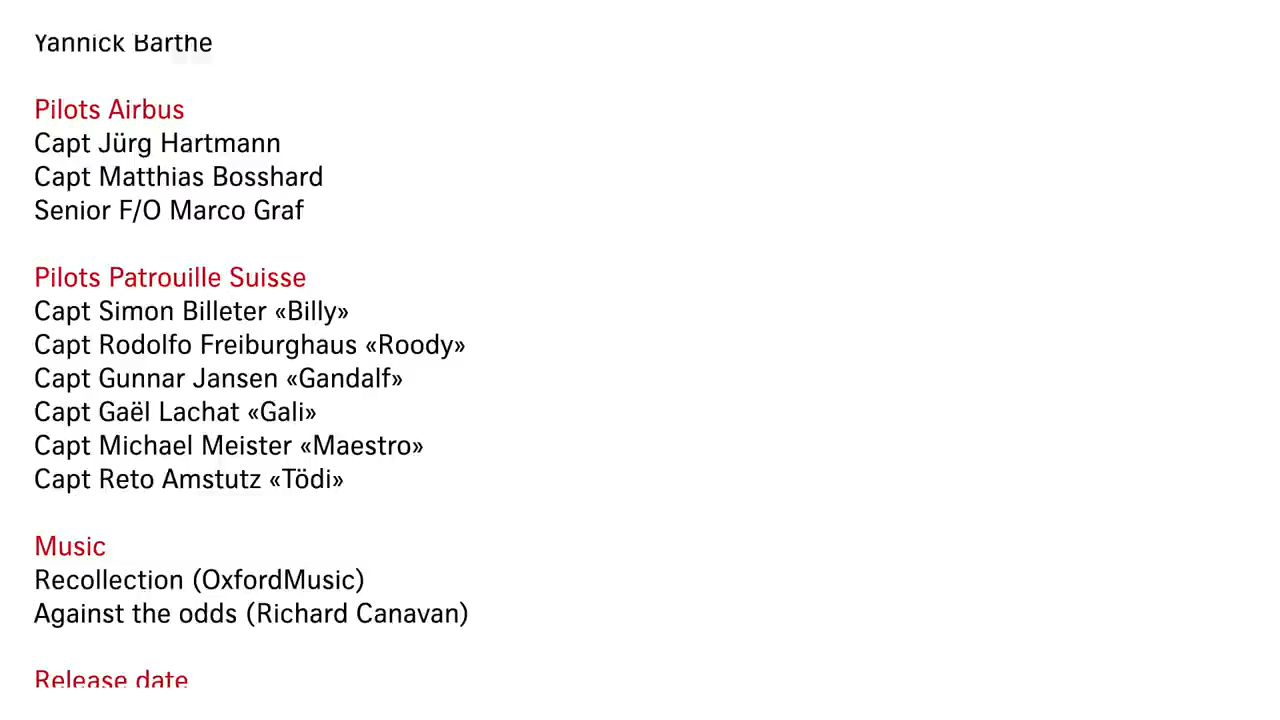 Yannick Barthe
Pilots Airbus
Capt Jürg Hartmann
Capt Matthias Bosshard
Senior F/O Marco Graf
Pilots Patrouille Suisse
Capt Simon Billeter «Billy»
Capt Rodolfo Freiburghaus «Roody»
Capt Gunnar Jansen «Gandalf»
Capt Gaël Lachat «Gali»
Capt Michael Meister «Maestro»
Capt Reto Amstutz «Tödi»
Music
Recollection (OxfordMusic)
Against the odds (Richard Canavan)
Release date